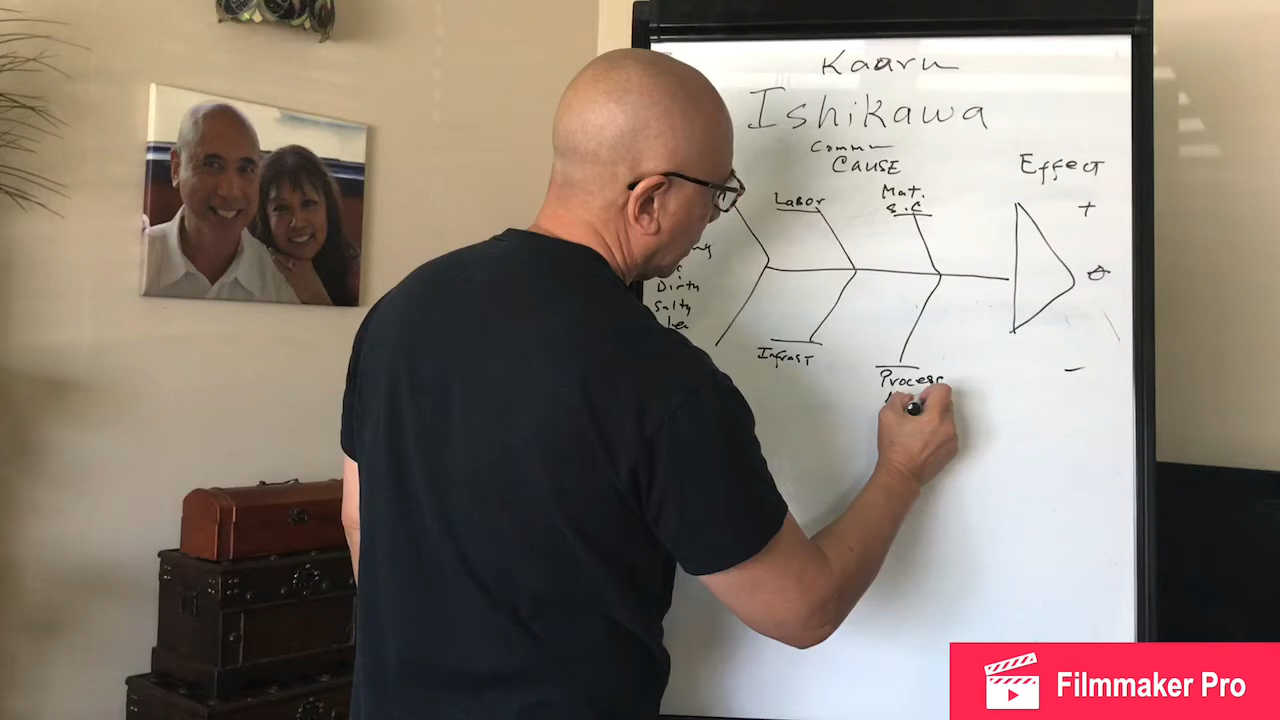 Kaoru
Ishikawa
Comm
CAUSE
Effect
Labor
Mat.
S.C
+
Dirty
Salty
-
Infrast
Process
Filmmaker Pro